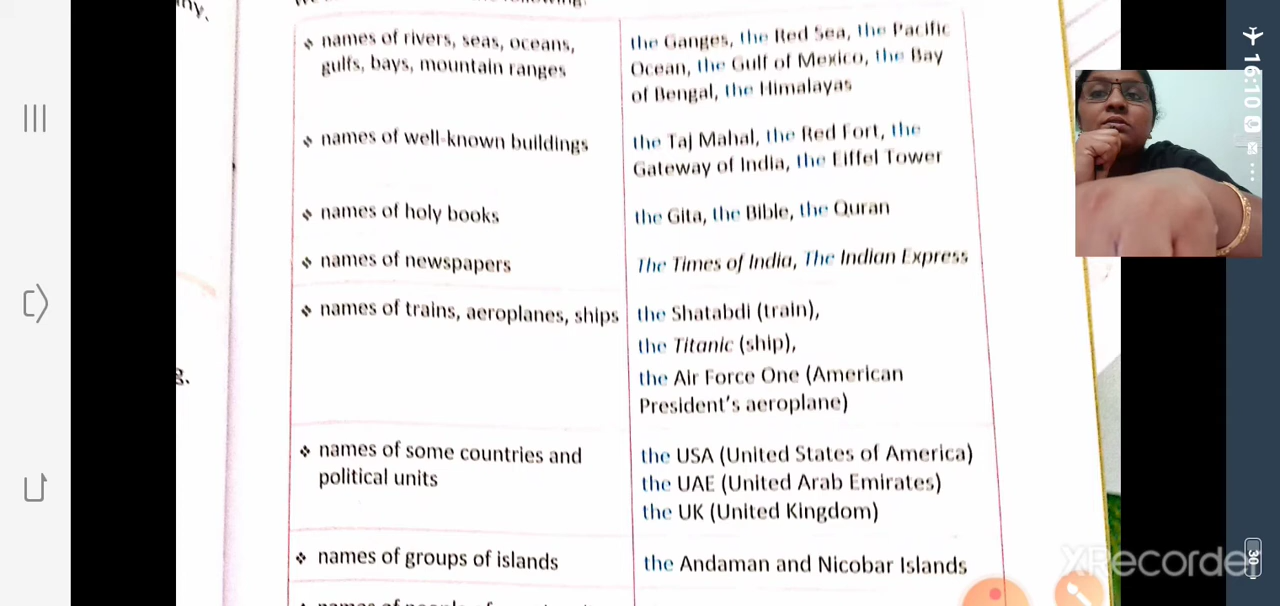 names of rivers, seas, oceans,
gulfs, bays, mountain ranges
the Ganges, the Red Sea, the Pacific
Ocean, the Gulf of Mexico, the Bay
of Bengal, the Himalayas
names of well-known buildings
the Taj Mahal, the Red Fort, the
Gateway of India, the Eiffel Tower
names of holy books
the Gita, the Bible, the Quran
names of newspapers
The Times of India, The Indian Express
names of trains, aeroplanes, ships
the Shatabdi (train),
the Titanic (ship),
the Air Force One (American
President's aeroplane)
names of some countries and
political units
the USA (United States of America)
the UAE (United Arab Emirates)
the UK (United Kingdom)
names of groups of islands
the Andaman and Nicobar Islands
g.
16:10
30
XRecorder